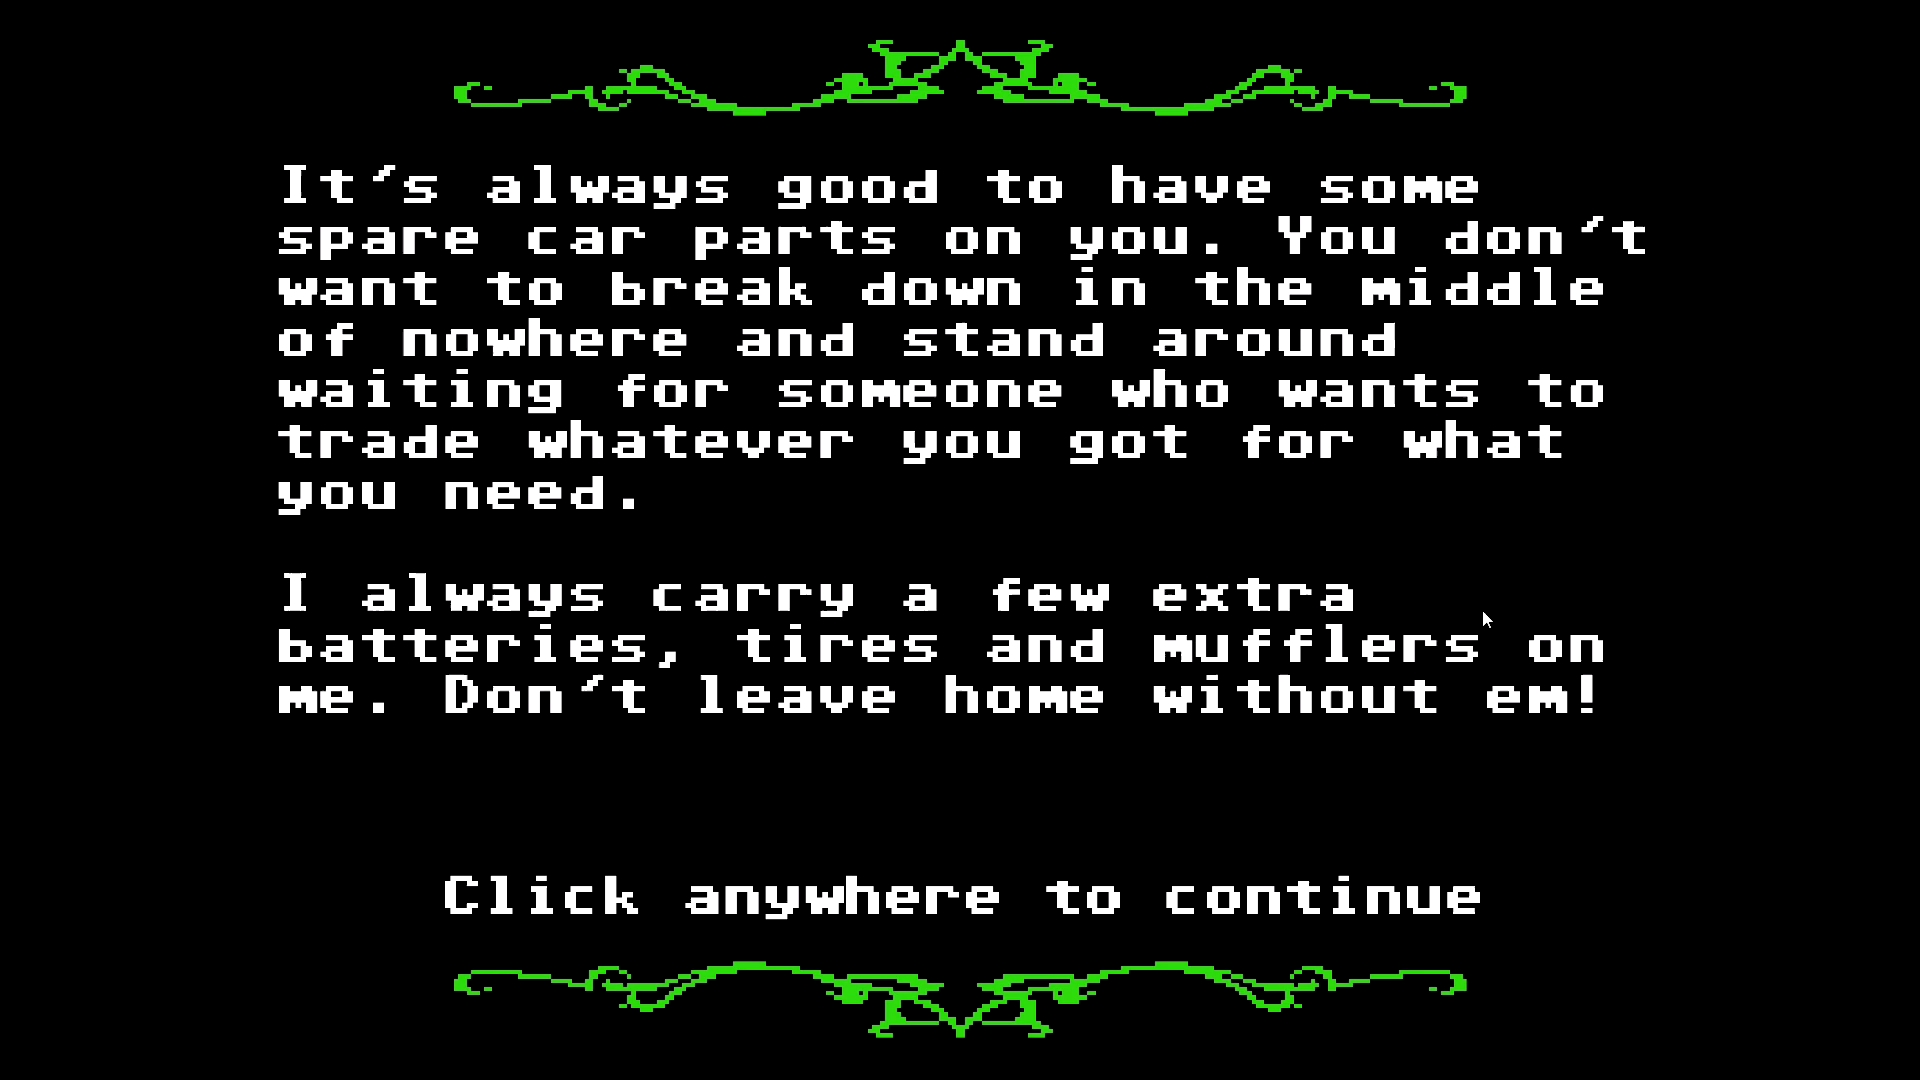 It's always good to have some
spare car parts on you. You don't
want to break down in the middle
of nowhere and stand around
waiting for someone who wants to
trade whatever you got for what
you need.
I always carry a few extra
batteries, tires and mufflers on
me. Don't leave home without em!
Click anywhere to continue